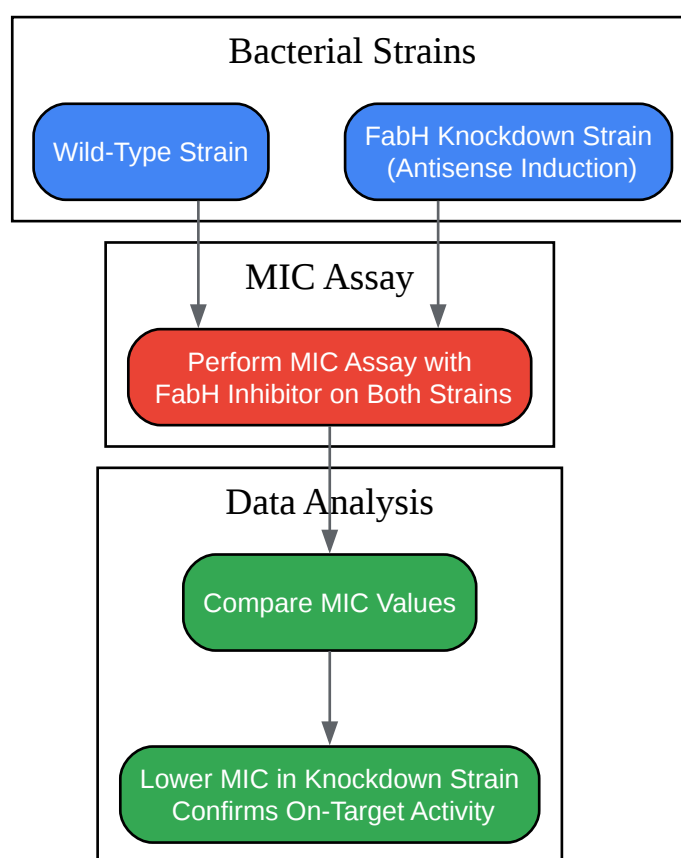 Bacterial Strains
Wild-Type Strain
FabH Knockdown Strain
(Antisense Induction)
MIC Assay
Perform MIC Assay with
FabH Inhibitor on Both Strains
Data Analysis
Compare MIC Values
Lower MIC in Knockdown Strain
Confirms On-Target Activity